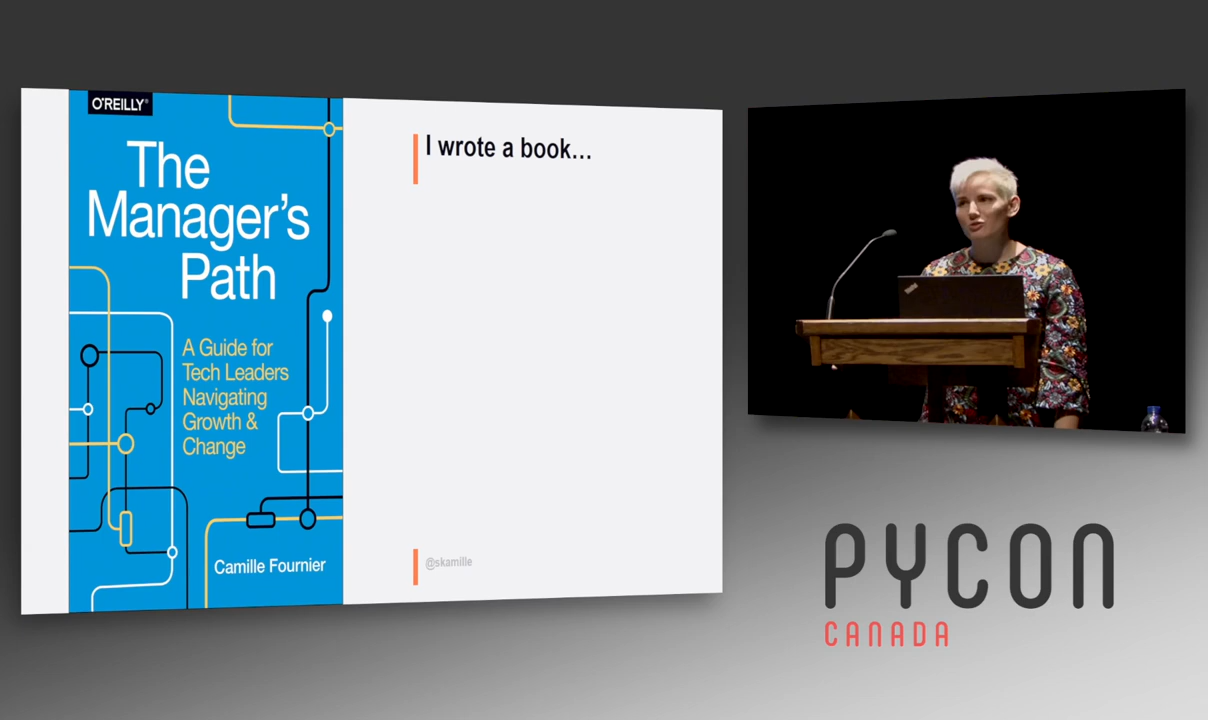 O'REILLY®
The
Manager's
Path
A Guide for
Tech Leaders
Navigating
Growth &
Change
Camille Fournier
I wrote a book…
@skamille
PYCON
CANADA